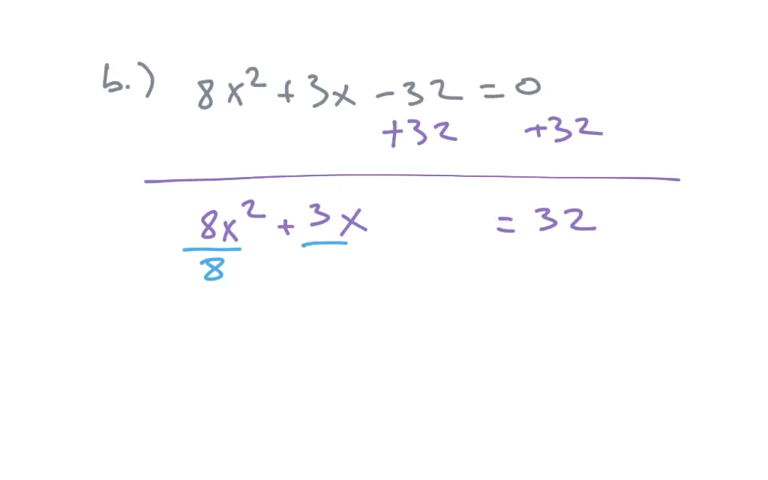 b.) 8x² + 3x - 32 = 0
+32 +32
8x² + 3x = 32
8